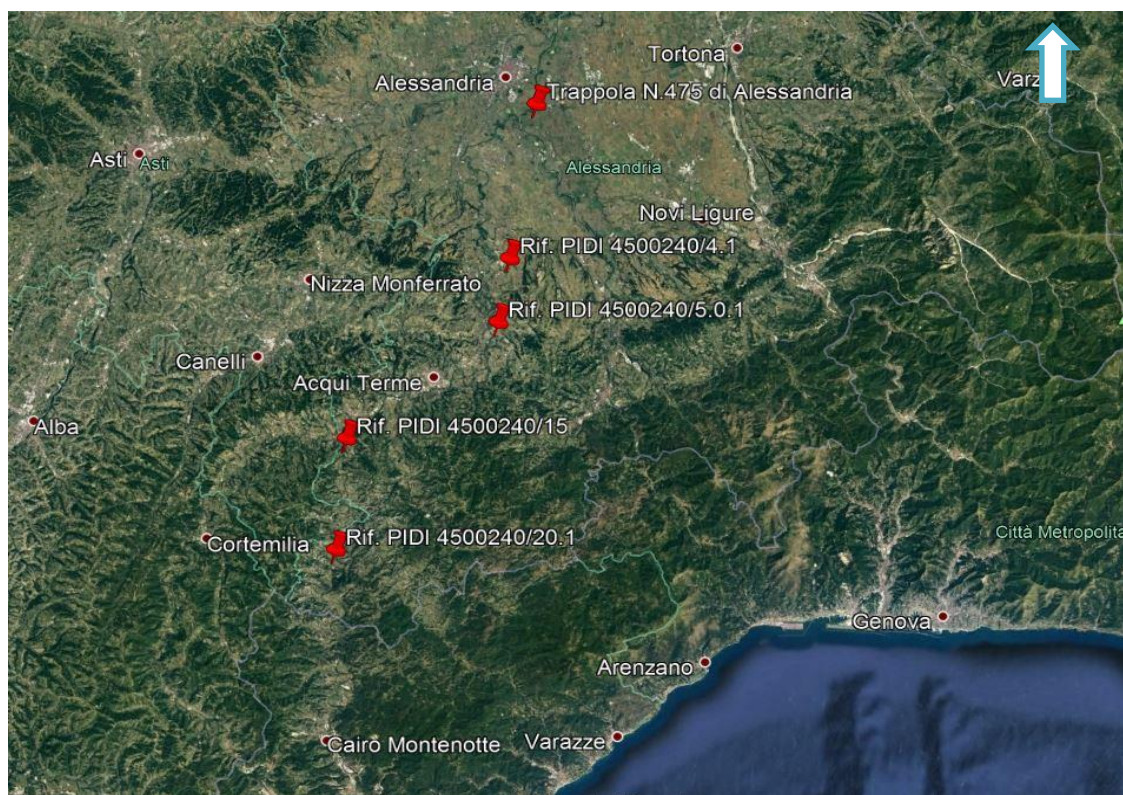 Tortona
Alessandria
Varz
Trappola N.475 di Alessandria
Asti
Asti
Alessandria
Novi Ligure
Rif. PIDI 4500240/4.1
Nizza Monferrato
Rif. PIDI 4500240/5.0.1
Canelli
Acqui Terme
Alba
Rif. PIDI 4500240/15
Cortemilia
Rif. PIDI 4500240/20.1
Città Metropolita
Genova
Arenzano
Cairo Montenotte
Varazze